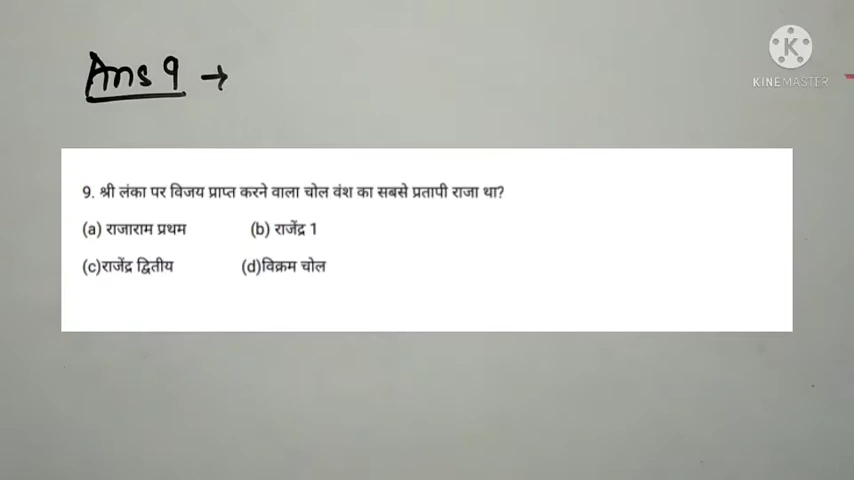 Ans 9 →
K
KINEMASTER
9. श्री लंका पर विजय प्राप्त करने वाला चोल वंश का सबसे प्रतापी राजा था?
(a) राजाराम प्रथम (b) राजेंद्र 1
(c)राजेंद्र द्वितीय (d)विक्रम चोल